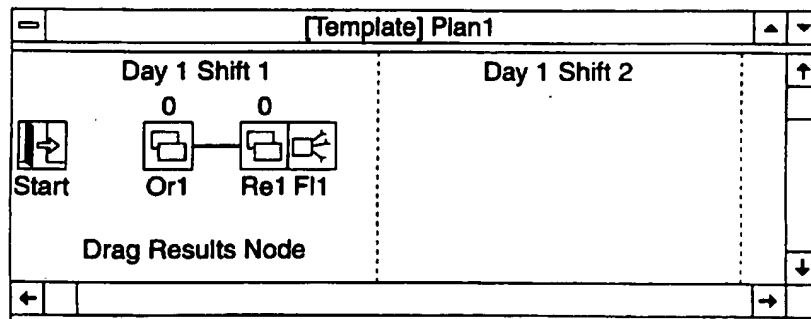 [Template] Plan1
Day 1 Shift 1 Day 1 Shift 2
0 0
Start Or1 Re1 Fl1
Drag Results Node